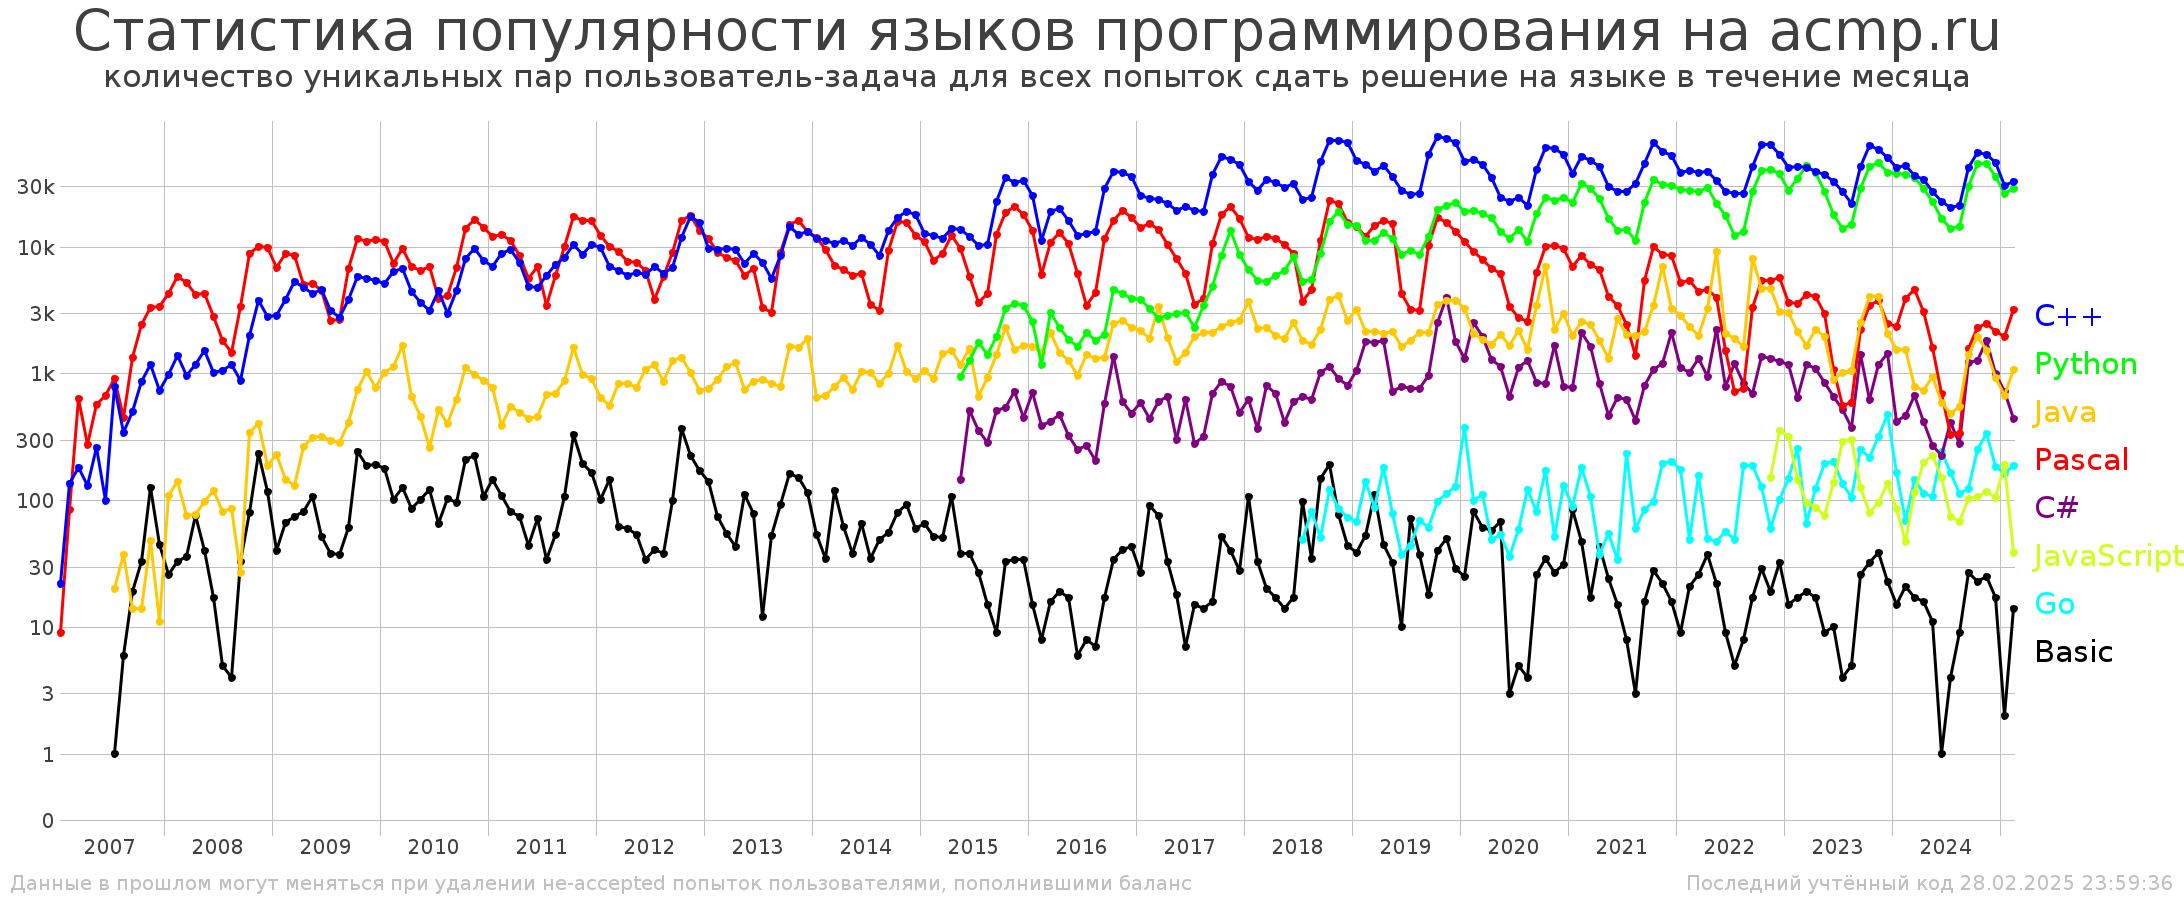 Статистика популярности языков программирования на acmp.ru
количество уникальных пар пользователь-задача для всех попыток сдать решение на языке в течение месяца
30k
10k
3k
1k
300
100
30
10
3
1
0
C++
Python
Java
Pascal
C#
JavaScript
Go
Basic
2007 2008 2009 2010 2011 2012 2013 2014 2015 2016 2017 2018 2019 2020 2021 2022 2023 2024
Данные в прошлом могут меняться при удалении не-accepted попыток пользователями, пополнившими баланс
Последний учтённый код 28.02.2025 23:59:36